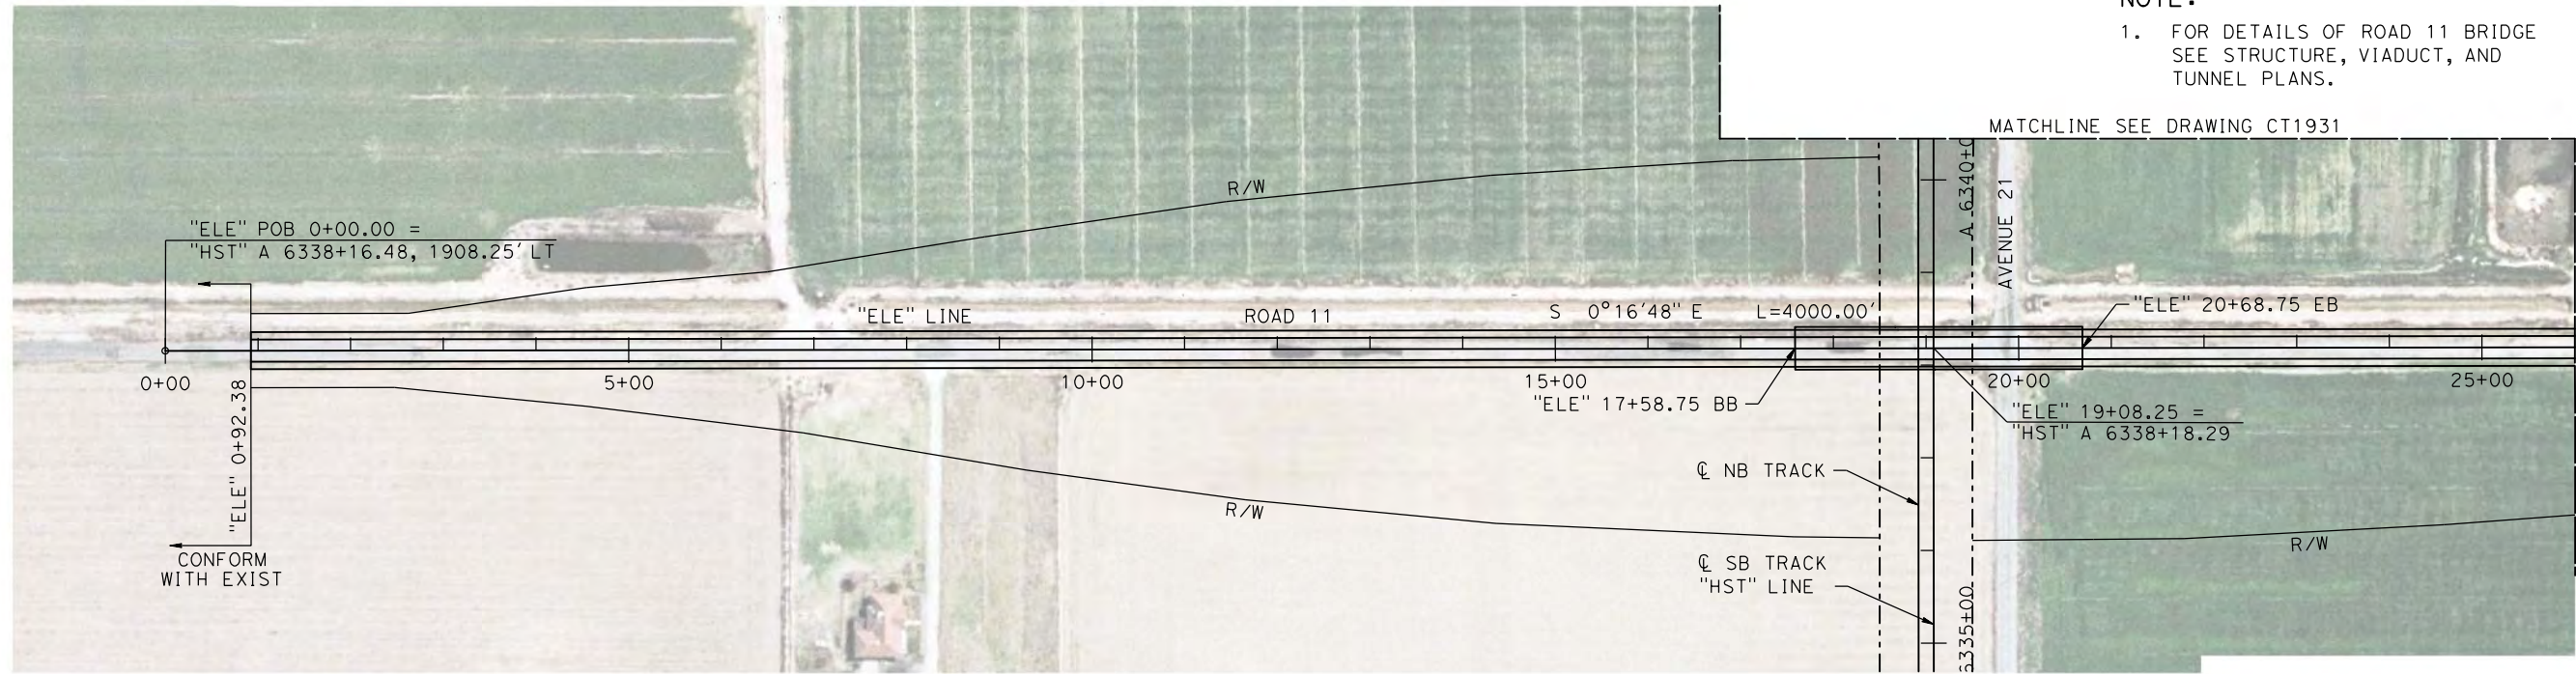 NOTE:
1. FOR DETAILS OF ROAD 11 BRIDGE
SEE STRUCTURE, VIADUCT, AND
TUNNEL PLANS.
MATCHLINE SEE DRAWING CT1931
R/W
A 6340+0
AVENUE 21
"ELE" POB 0+00.00 =
"HST" A 6338+16.48, 1908.25' LT
"ELE" LINE
ROAD 11
S 0°16'48" E
L=4000.00'
"ELE" 20+68.75 EB
0+00
5+00
10+00
15+00
20+00
25+00
"ELE" 0+92.38
"ELE" 17+58.75 BB
"ELE" 19+08.25 =
"HST" A 6338+18.29
℄ NB TRACK
R/W
R/W
CONFORM
WITH EXIST
℄ SB TRACK
"HST" LINE
6335+00